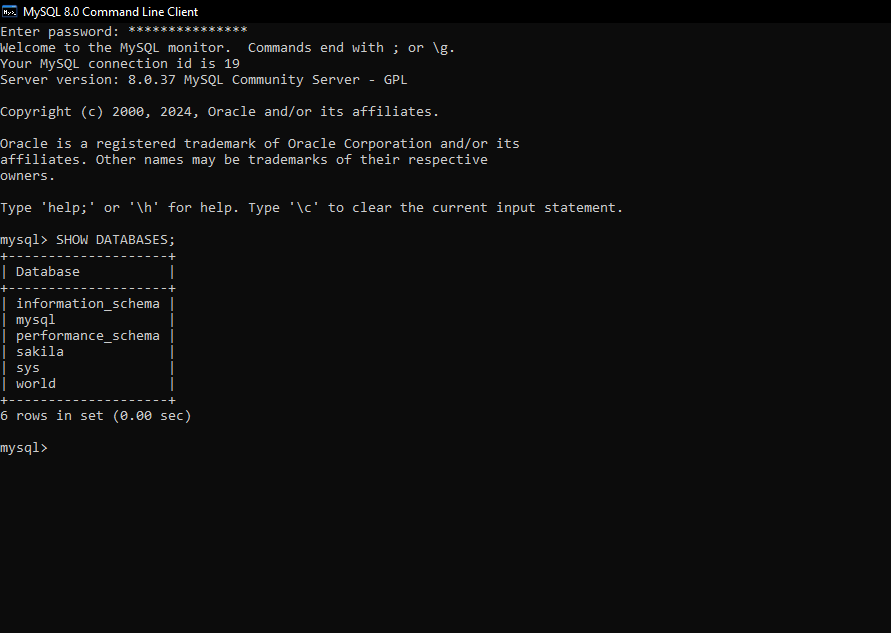 MySQL 8.0 Command Line Client
Enter password: ***************
Welcome to the MySQL monitor.  Commands end with ; or \g.
Your MySQL connection id is 19
Server version: 8.0.37 MySQL Community Server - GPL

Copyright (c) 2000, 2024, Oracle and/or its affiliates.

Oracle is a registered trademark of Oracle Corporation and/or its
affiliates. Other names may be trademarks of their respective
owners.

Type 'help;' or '\h' for help. Type '\c' to clear the current input statement.

mysql> SHOW DATABASES;
+--------------------+
| Database           |
+--------------------+
| information_schema |
| mysql              |
| performance_schema |
| sakila             |
| sys                |
| world              |
+--------------------+
6 rows in set (0.00 sec)

mysql>